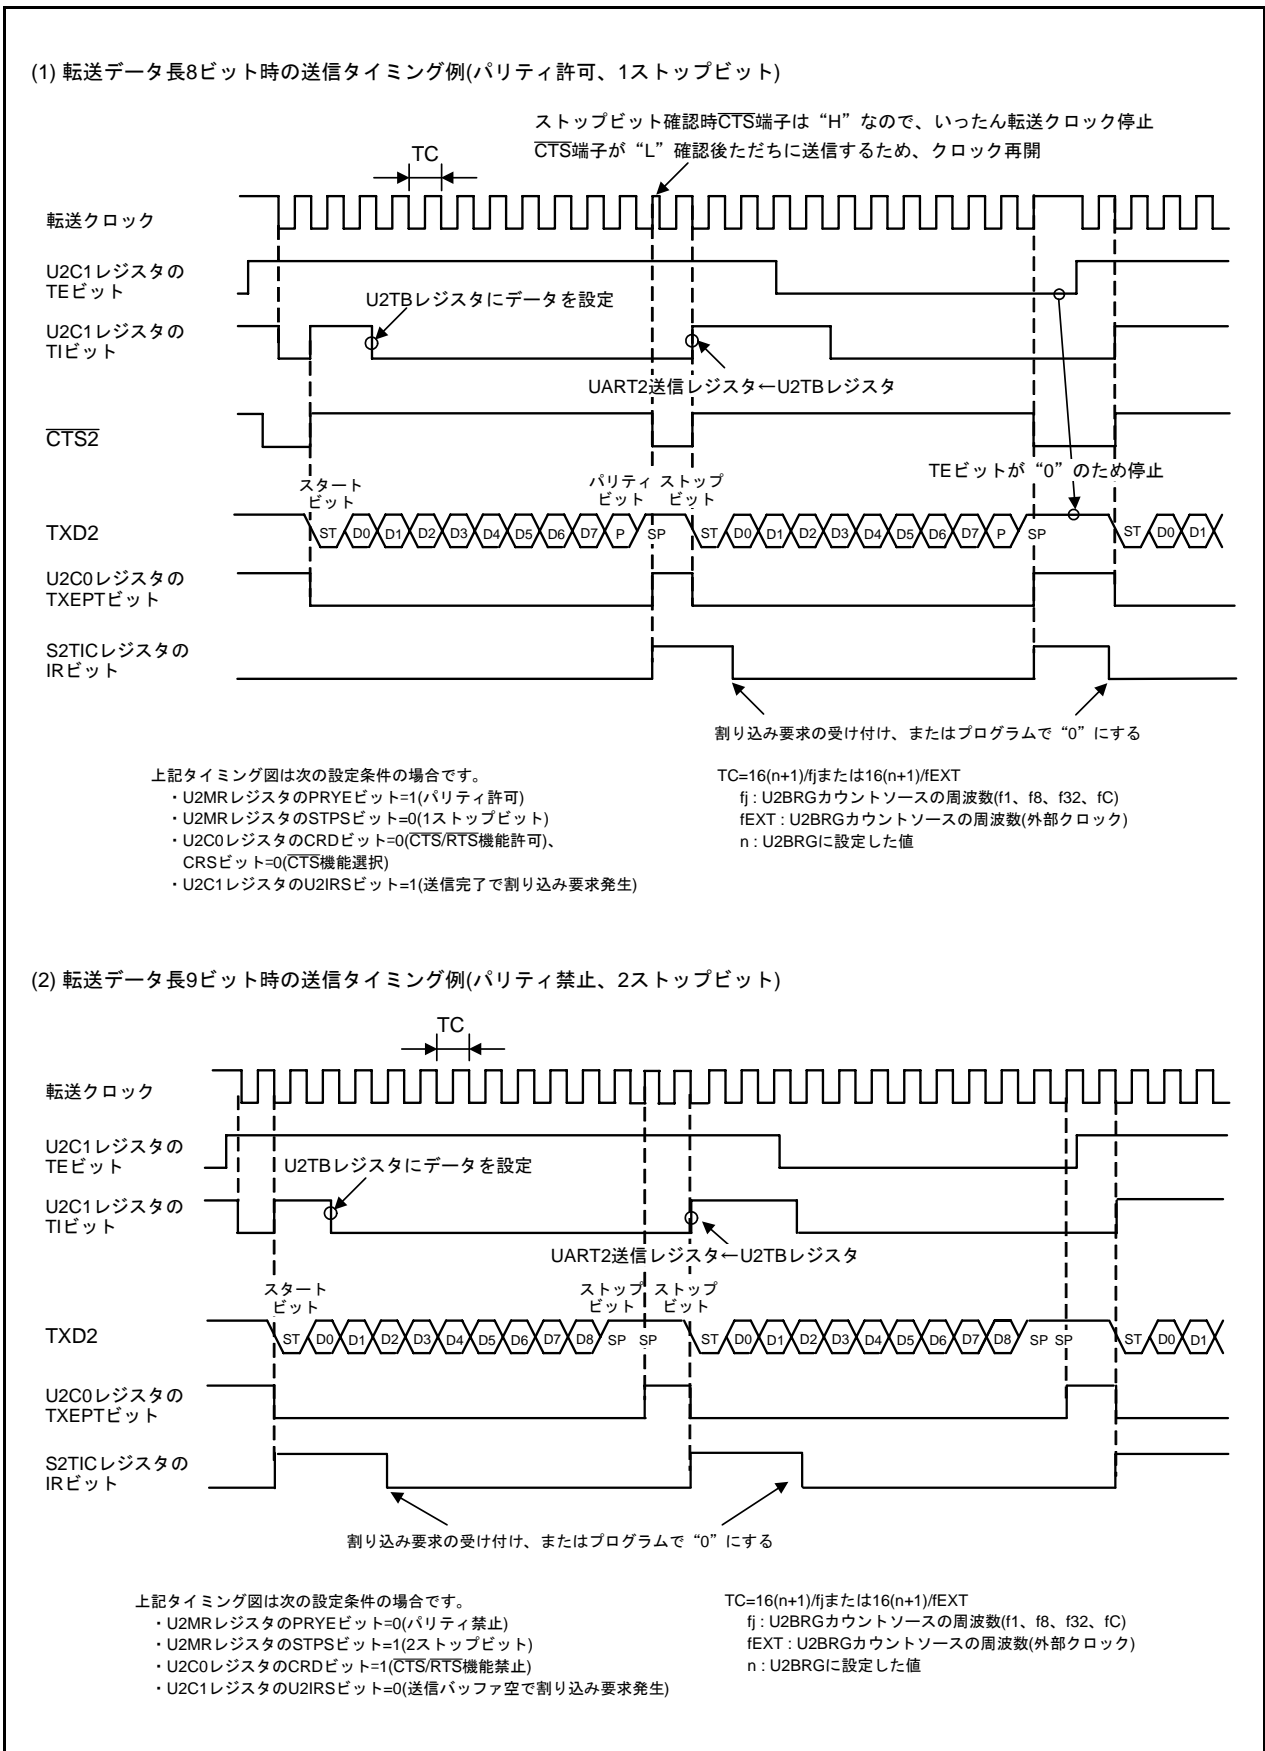 (1) 転送データ長8ビット時の送信タイミング例(パリティ許可、1ストップビット)
ストップビット確認時CTS端子は“H”なので、いったん転送クロック停止
CTS端子が“L”確認後ただちに送信するため、クロック再開
TC
転送クロック
U2C1レジスタの
TEビット
U2TBレジスタにデータを設定
U2C1レジスタの
TIビット
UART2送信レジスタ←U2TBレジスタ
CTS2
TEビットが“0”のため停止
スタート
ビット
パリティ
ビット
ストップ
ビット
TXD2
ST D0 D1 D2 D3 D4 D5 D6 D7 P SP ST D0 D1 D2 D3 D4 D5 D6 D7 P SP ST D0 D1
U2C0レジスタの
TXEPTビット
S2TICレジスタの
IRビット
割り込み要求の受け付け、またはプログラムで“0”にする
上記タイミング図は次の設定条件の場合です。
・U2MRレジスタのPRYEビット=1(パリティ許可)
・U2MRレジスタのSTPSビット=0(1ストップビット)
・U2C0レジスタのCRDビット=0(CTS/RTS機能許可)、
CRSビット=0(CTS機能選択)
・U2C1レジスタのU2IRSビット=1(送信完了で割り込み要求発生)
TC=16(n+1)/fjまたは16(n+1)/fEXT
fj : U2BRGカウントソースの周波数(f1、f8、f32、fC)
fEXT : U2BRGカウントソースの周波数(外部クロック)
n : U2BRGに設定した値
(2) 転送データ長9ビット時の送信タイミング例(パリティ禁止、2ストップビット)
TC
転送クロック
U2C1レジスタの
TEビット
U2TBレジスタにデータを設定
U2C1レジスタの
TIビット
UART2送信レジスタ←U2TBレジスタ
スタート
ビット
ストップ
ビット
ストップ
ビット
TXD2
ST D0 D1 D2 D3 D4 D5 D6 D7 D8 SP SP ST D0 D1 D2 D3 D4 D5 D6 D7 D8 SP SP ST D0 D1
U2C0レジスタの
TXEPTビット
S2TICレジスタの
IRビット
割り込み要求の受け付け、またはプログラムで“0”にする
上記タイミング図は次の設定条件の場合です。
・U2MRレジスタのPRYEビット=0(パリティ禁止)
・U2MRレジスタのSTPSビット=1(2ストップビット)
・U2C0レジスタのCRDビット=1(CTS/RTS機能禁止)
・U2C1レジスタのU2IRSビット=0(送信バッファ空で割り込み要求発生)
TC=16(n+1)/fjまたは16(n+1)/fEXT
fj : U2BRGカウントソースの周波数(f1、f8、f32、fC)
fEXT : U2BRGカウントソースの周波数(外部クロック)
n : U2BRGに設定した値